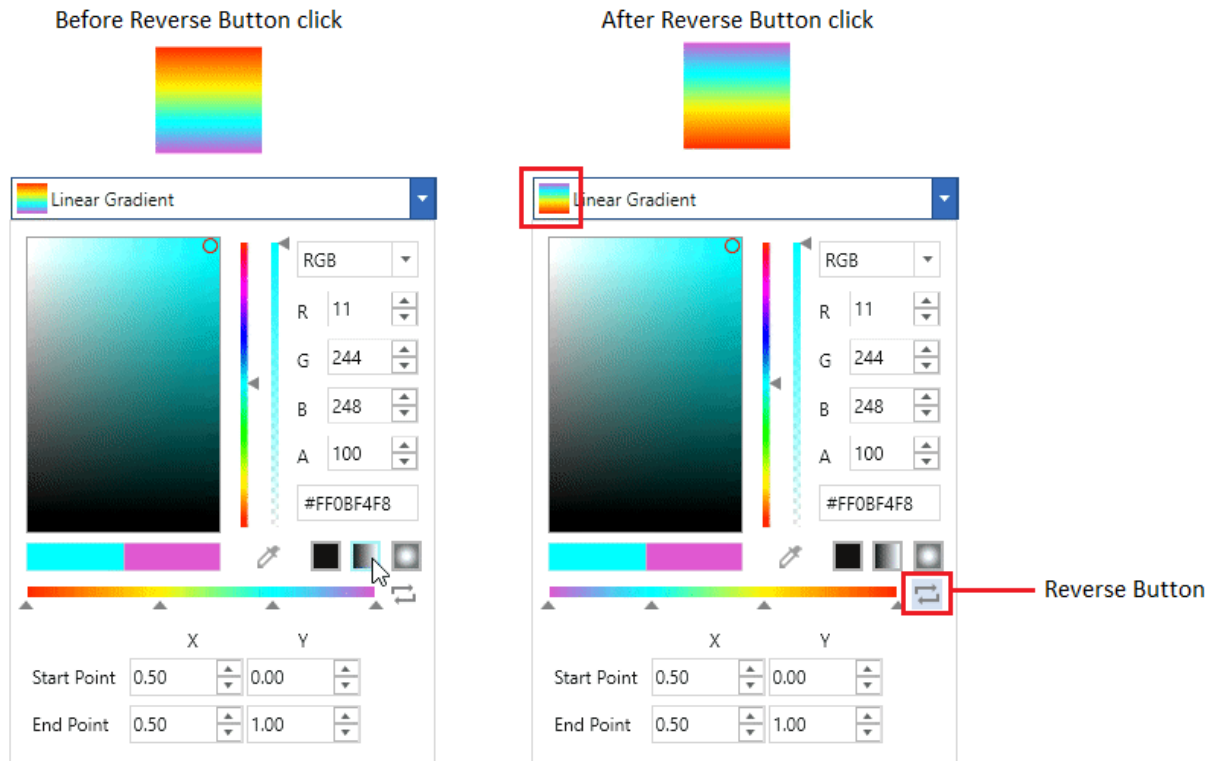 Before Reverse Button click
Linear Gradient
RGB
R 11
G 244
B 248
A 100
#FF0BF4F8
X Y
Start Point 0.50 0.00
End Point 0.50 1.00
After Reverse Button click
Linear Gradient
RGB
R 11
G 244
B 248
A 100
#FF0BF4F8
Reverse Button
X Y
Start Point 0.50 0.00
End Point 0.50 1.00